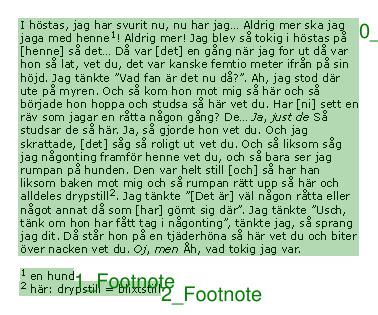 I höstas, jag har svurit nu, nu har jag... Aldrig mer ska jag
jaga med henne¹! Aldrig mer! Jag blev så tokig i höstas på
[henne] så det... Då var [det] en gång när jag for ut då var
hon så lat, vet du, det var kanske femtio meter ifrån på sin
höjd. Jag tänkte ”Vad fan är det nu då?”. Äh, jag stod där
ute på myren. Och så kom hon mot mig så här och så
började hon hoppa och studsa så här vet du. Har [ni] sett en
räv som jagar en råtta någon gång? De... Ja, just de Så
studsar de så här. Ja, så gjorde hon vet du. Och jag
skrattade, [det] såg så roligt ut vet du. Och så liksom såg
jag någonting framför henne vet du, och så bara ser jag
rumpan på hunden. Den var helt still [och] så har han
liksom baken mot mig och så rumpan rätt upp så här och
alldeles drypstill². Jag tänkte ”[Det är] väl någon råtta eller
något annat då som [har] gömt sig där”. Jag tänkte ”Usch,
tänk om hon har fått tag i någonting”, tänkte jag, så sprang
jag dit. Då står hon på en tjäderhöna så här vet du och biter
över nacken vet du. Oj, men Åh, vad tokig jag var.
¹ en hund
² här: drypstill = blixtstill
0_
1_Footnote
2_Footnote